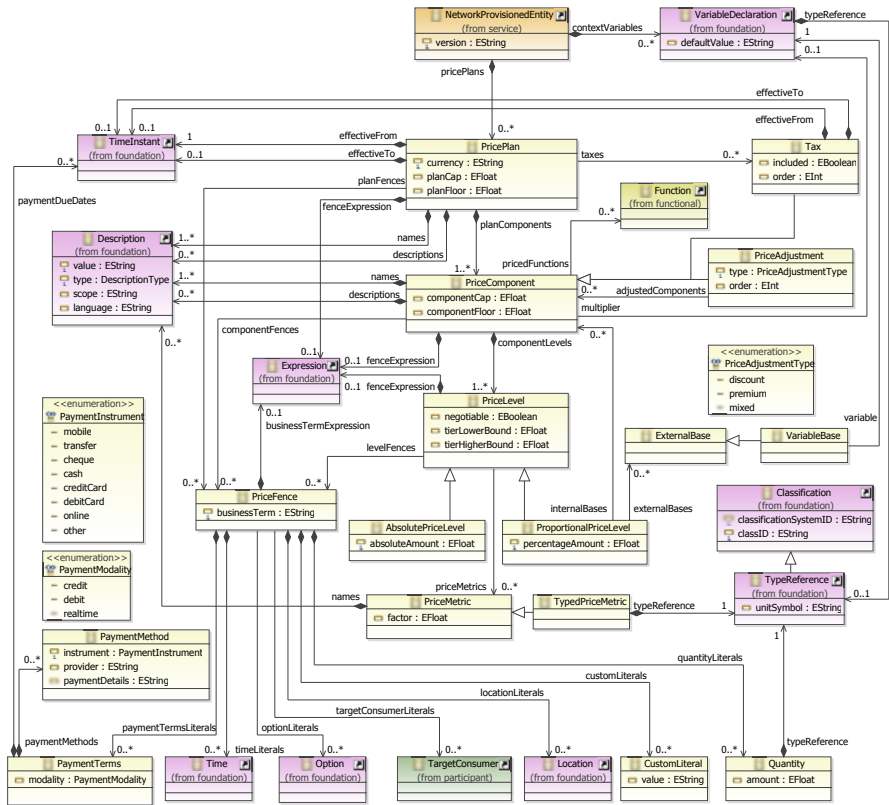 NetworkProvisionedEntity
(from service)
version : EString
contextVariables
0..*
VariableDeclaration
(from foundation)
defaultValue : EString
typeReference
1
0..1
pricePlans
0..*
effectiveTo
effectiveFrom
0..1
0..1
TimeInstant
(from foundation)
1
effectiveFrom
0..1
effectiveTo
0..*
paymentDueDates
PricePlan
currency : EString
planCap : EFloat
planFloor : EFloat
taxes
0..*
Tax
included : EBoolean
order : EInt
planFences
fenceExpression
Function
(from functional)
0..*
planComponents
names
1..*
descriptions
0..*
pricedFunctions
Description
(from foundation)
value : EString
type : DescriptionType
scope : EString
language : EString
names
1..*
descriptions
0..*
0..*
1..*
PriceComponent
componentCap : EFloat
componentFloor : EFloat
0..*
adjustedComponents
multiplier
0..*
PriceAdjustment
type : PriceAdjustmentType
order : EInt
componentFences
0..1
fenceExpression
0..1
fenceExpression
Expression
(from foundation)
0..1
businessTermExpression
componentLevels
1..*
PriceLevel
negotiable : EBoolean
tierLowerBound : EFloat
tierHigherBound : EFloat
<<enumeration>>
PriceAdjustmentType
discount
premium
mixed
variable
ExternalBase
VariableBase
0..*
<<enumeration>>
PaymentInstrument
mobile
transfer
cheque
cash
creditCard
debitCard
online
other
levelFences
0..*
0..*
0..*
PriceFence
businessTerm : EString
internalBases
externalBases
AbsolutePriceLevel
absoluteAmount : EFloat
ProportionalPriceLevel
percentageAmount : EFloat
Classification
(from foundation)
classificationSystemID : EString
classID : EString
<<enumeration>>
PaymentModality
credit
debit
realtime
priceMetrics
0..*
names
PriceMetric
factor : EFloat
TypedPriceMetric
typeReference
1
TypeReference
(from foundation)
unitSymbol : EString
0..1
1
PaymentMethod
instrument : PaymentInstrument
provider : EString
paymentDetails : EString
0..*
quantityLiterals
customLiterals
locationLiterals
targetConsumerLiterals
paymentTermsLiterals
optionLiterals
paymentMethods
timeLiterals
typeReference
0..*
0..*
0..*
0..*
0..*
0..*
0..*
PaymentTerms
modality : PaymentModality
Time
(from foundation)
Option
(from foundation)
TargetConsumer
(from participant)
Location
(from foundation)
CustomLiteral
value : EString
Quantity
amount : EFloat